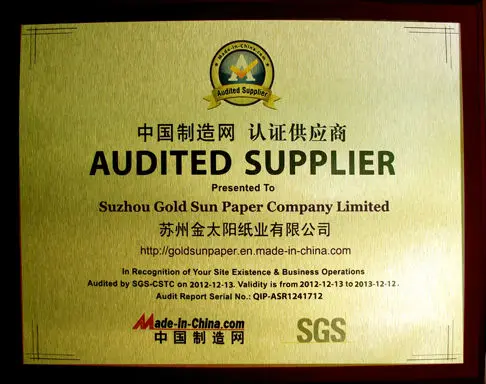 Made-in-China.com
Audited Supplier
中国制造网 认证供应商
AUDITED SUPPLIER
Presented To
Suzhou Gold Sun Paper Company Limited
苏州金太阳纸业有限公司
http://goldsunpaper.en.made-in-china.com
In Recognition of Your Site Existence & Business Operations
Audited by SGS-CSTC on 2012-12-13. Validity is from 2012-12-13 to 2013-12-12.
Audit Report Serial No.: QIP-ASR1241712
Made-in-China.com SGS
中国制造网